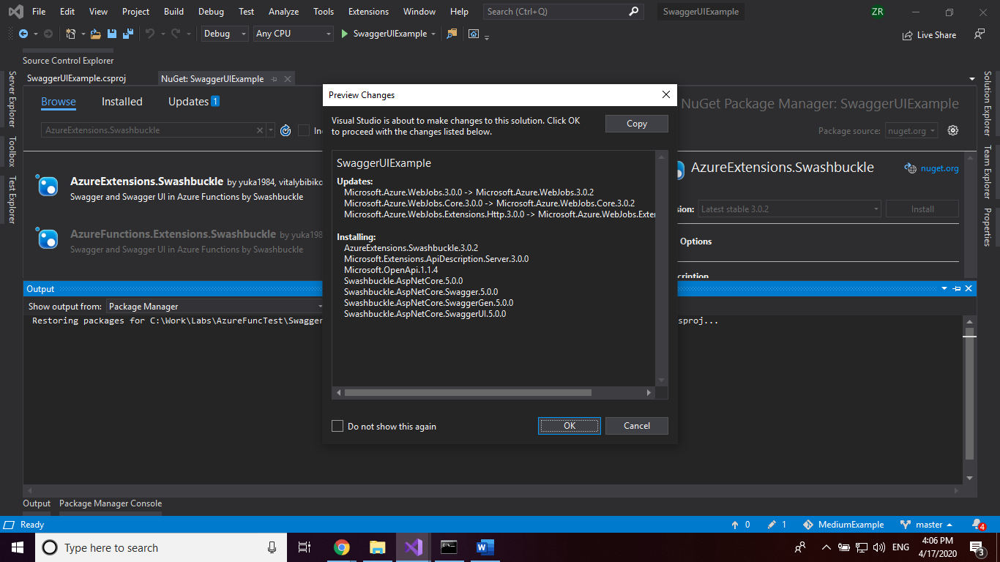 File Edit View Project Build Debug Test Analyze Tools Extensions Window Help Search (Ctrl+Q) SwaggerUIExample ZR
Debug Any CPU SwaggerUIExample Live Share
Source Control Explorer
SwaggerUIExample.csproj NuGet: SwaggerUIExample
Server Explorer
Toolbox
Test Explorer
Browse Installed Updates 1
NuGet Package Manager: SwaggerUIExample
AzureExtensions.Swashbuckle
Package source: nuget.org
AzureExtensions.Swashbuckle by yuka1984, vitalybibiko
Swagger and Swagger UI in Azure Functions by Swashbuckle
AzureFunctions.Extensions.Swashbuckle by yuka198
Swagger and Swagger UI in Azure Functions by Swashbuckle
AzureExtensions.Swashbuckle nuget.org
sion: Latest stable 3.0.2 Install
Options
cription
Solution Explorer
Team Explorer
Properties
Preview Changes
Visual Studio is about to make changes to this solution. Click OK
to proceed with the changes listed below.
Copy
SwaggerUIExample
Updates:
Microsoft.Azure.WebJobs.3.0.0 -> Microsoft.Azure.WebJobs.3.0.2
Microsoft.Azure.WebJobs.Core.3.0.0 -> Microsoft.Azure.WebJobs.Core.3.0.2
Microsoft.Azure.WebJobs.Extensions.Http.3.0.0 -> Microsoft.Azure.WebJobs.Exter
Installing:
AzureExtensions.Swashbuckle.3.0.2
Microsoft.Extensions.ApiDescription.Server.3.0.0
Microsoft.OpenApi.1.1.4
Swashbuckle.AspNetCore.5.0.0
Swashbuckle.AspNetCore.Swagger.5.0.0
Swashbuckle.AspNetCore.SwaggerGen.5.0.0
Swashbuckle.AspNetCore.SwaggerUI.5.0.0
Do not show this again OK Cancel
Output
Show output from: Package Manager
Restoring packages for C:\Work\Labs\AzureFuncTest\Swagger
sproj...
Output Package Manager Console
Ready 0 1 MediumExample master 4
Type here to search
ENG
4:06 PM
4/17/2020
3